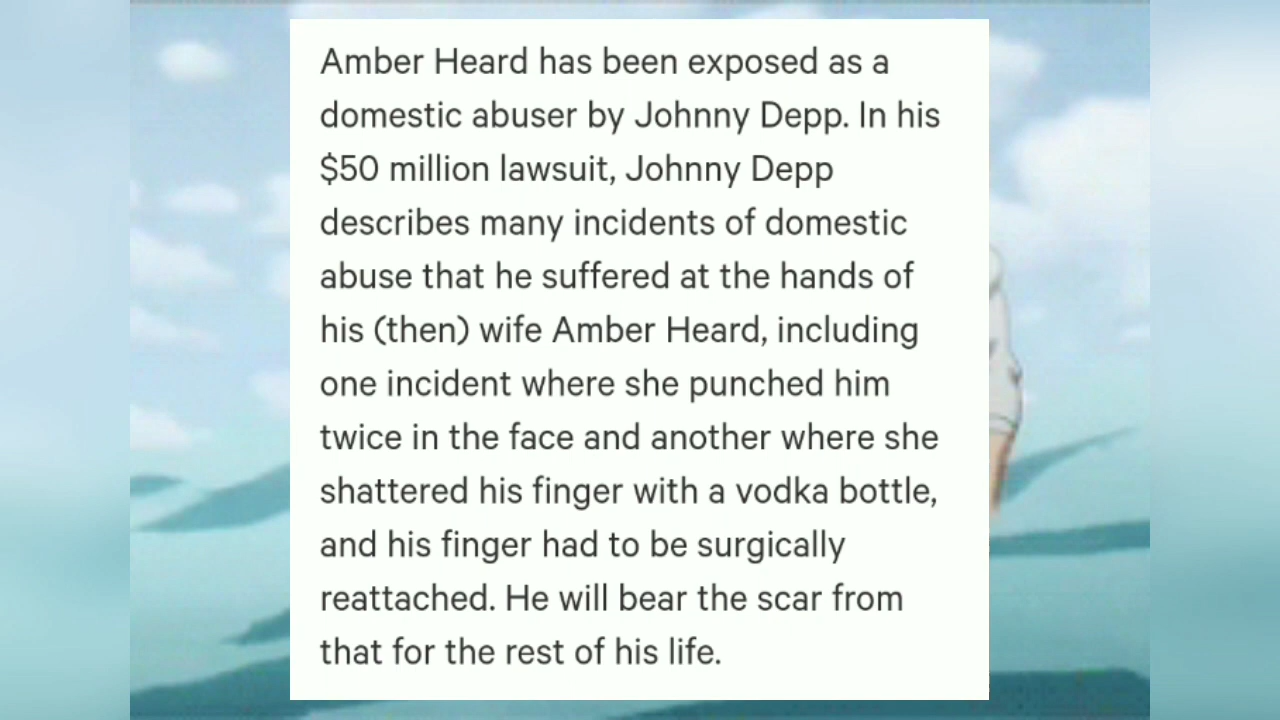 Amber Heard has been exposed as a
domestic abuser by Johnny Depp. In his
$50 million lawsuit, Johnny Depp
describes many incidents of domestic
abuse that he suffered at the hands of
his (then) wife Amber Heard, including
one incident where she punched him
twice in the face and another where she
shattered his finger with a vodka bottle,
and his finger had to be surgically
reattached. He will bear the scar from
that for the rest of his life.